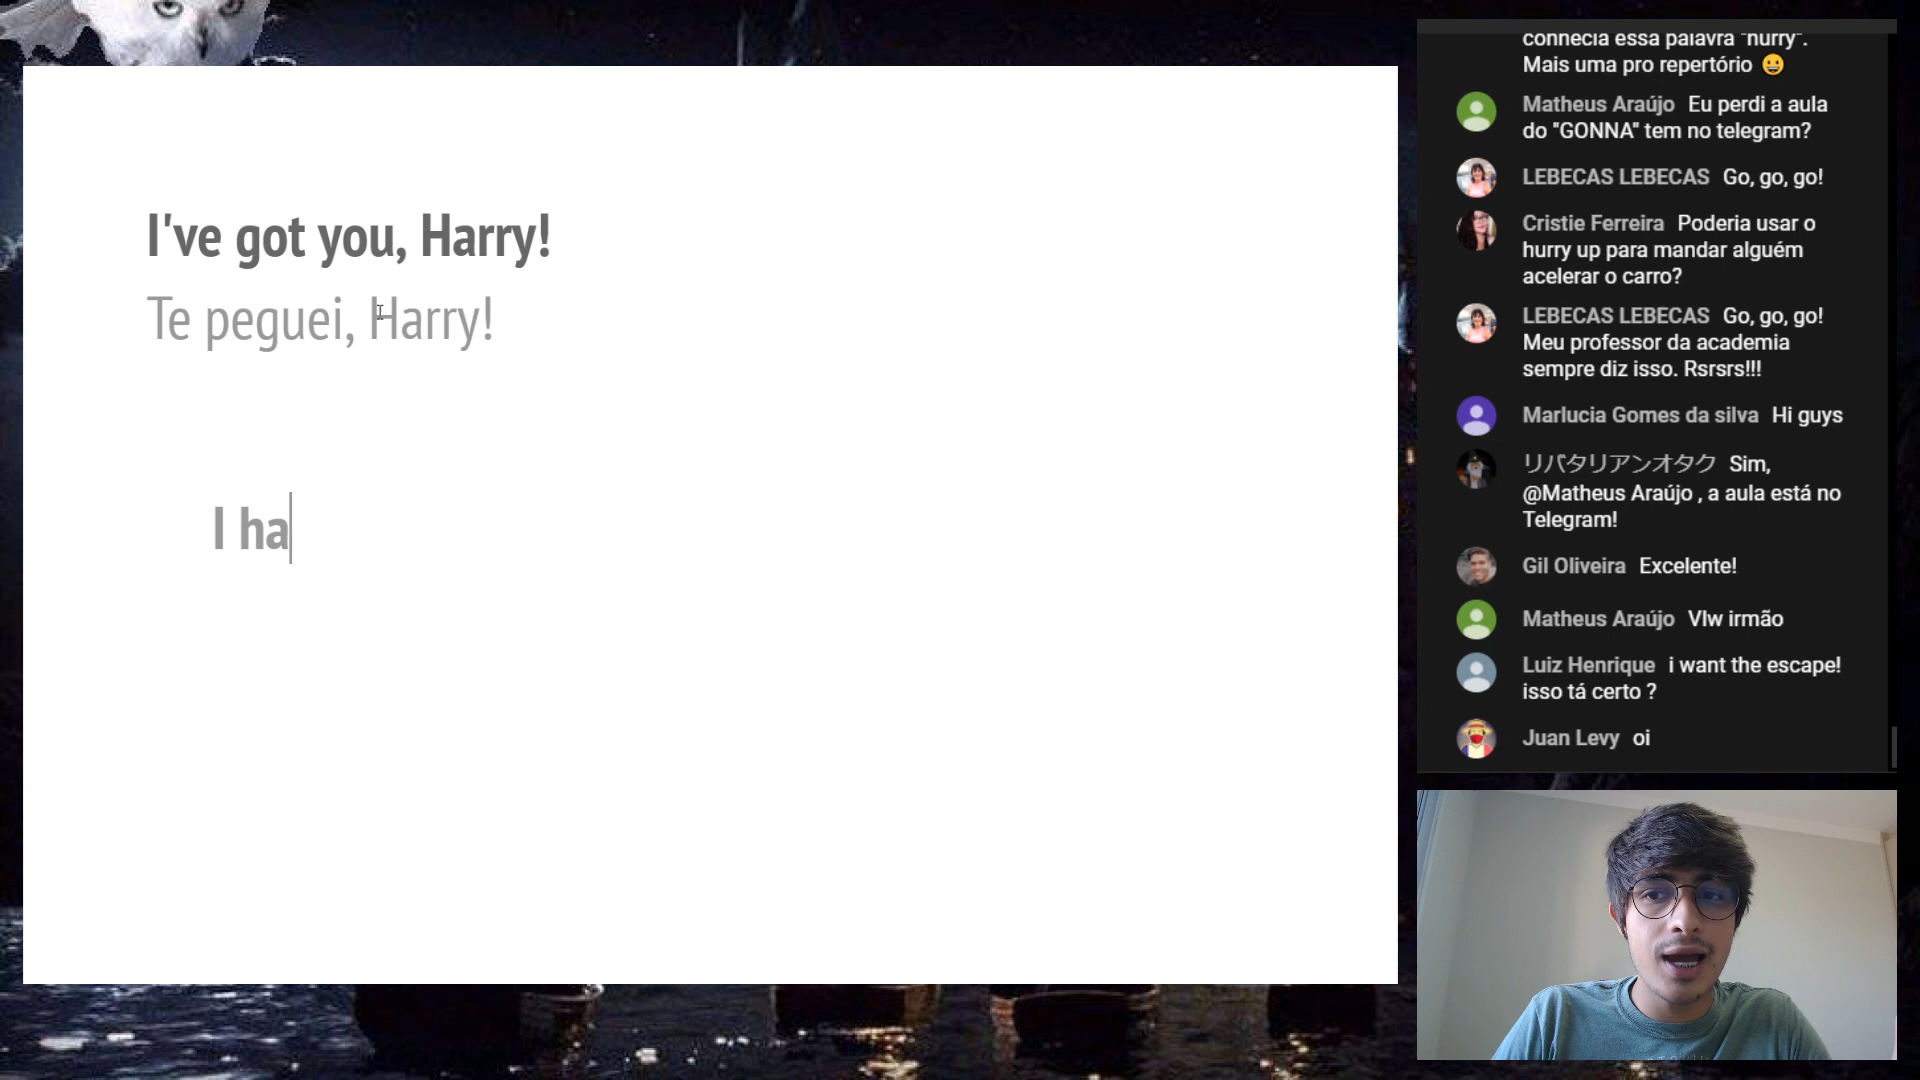 I've got you, Harry!
Te peguei, Harry!
I ha
conhecia essa palavra "hurry".
Mais uma pro repertório 😀
Matheus Araújo Eu perdi a aula
do "GONNA" tem no telegram?
LEBECAS LEBECAS Go, go, go!
Cristie Ferreira Poderia usar o
hurry up para mandar alguém
acelerar o carro?
LEBECAS LEBECAS Go, go, go!
Meu professor da academia
sempre diz isso. Rsrsrs!!!
Marlucia Gomes da silva Hi guys
リバタリアンオタク Sim,
@Matheus Araújo , a aula está no
Telegram!
Gil Oliveira Excelente!
Matheus Araújo Vlw irmão
Luiz Henrique i want the escape!
isso tá certo ?
Juan Levy oi